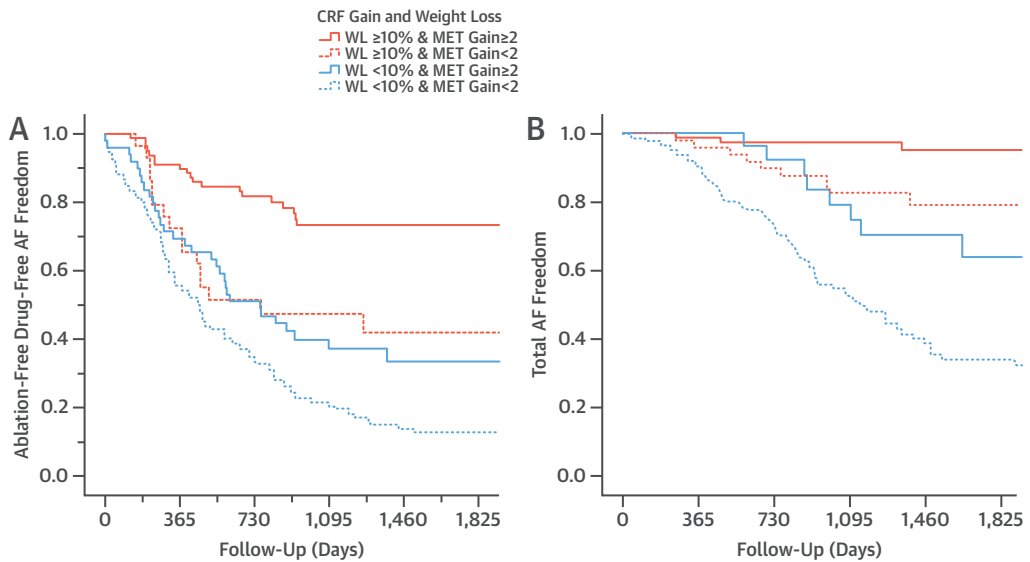 CRF Gain and Weight Loss
WL ≥10% & MET Gain≥2
WL ≥10% & MET Gain<2
WL <10% & MET Gain≥2
WL <10% & MET Gain<2
A
Ablation-Free Drug-Free AF Freedom
1.0
0.8
0.6
0.4
0.2
0.0
0 365 730 1,095 1,460 1,825
Follow-Up (Days)
B
Total AF Freedom
1.0
0.8
0.6
0.4
0.2
0.0
0 365 730 1,095 1,460 1,825
Follow-Up (Days)